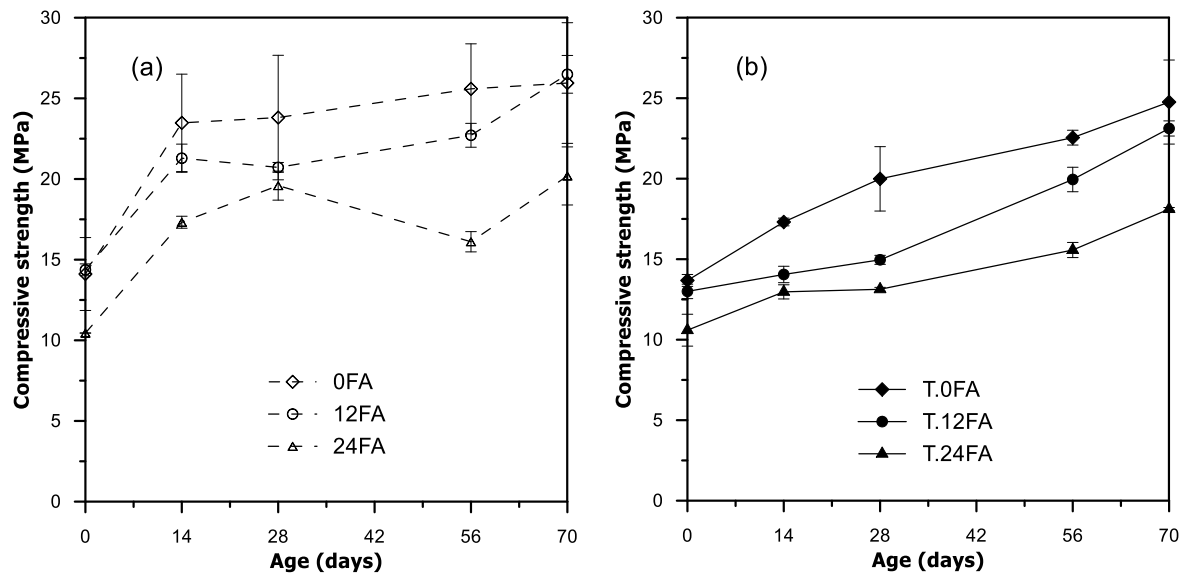 (a)
Compressive strength (MPa)
30
25
20
15
10
5
0
0FA
12FA
24FA
0 14 28 42 56 70
Age (days)
(b)
Compressive strength (MPa)
30
25
20
15
10
5
0
T.0FA
T.12FA
T.24FA
0 14 28 42 56 70
Age (days)